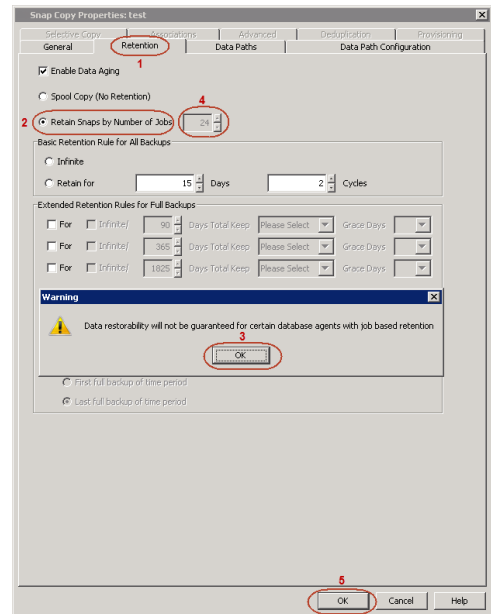 Snap Copy Properties: test
Selective Copy Associations Advanced Deduplication Provisioning
General Retention Data Paths Data Path Configuration
1
Enable Data Aging
Spool Copy (No Retention)
4
2 Retain Snaps by Number of Jobs 24
Basic Retention Rule for All Backups
Infinite
Retain for 15 Days 2 Cycles
Extended Retention Rules for Full Backups
For Infinite/ 90 Days Total Keep Please Select Grace Days
For Infinite/ 365 Days Total Keep Please Select Grace Days
For Infinite/ 1825 Days Total Keep Please Select Grace Days
Warning
Data restorability will not be guaranteed for certain database agents with job based retention
3
OK
First full backup of time period
Last full backup of time period
5
OK Cancel Help